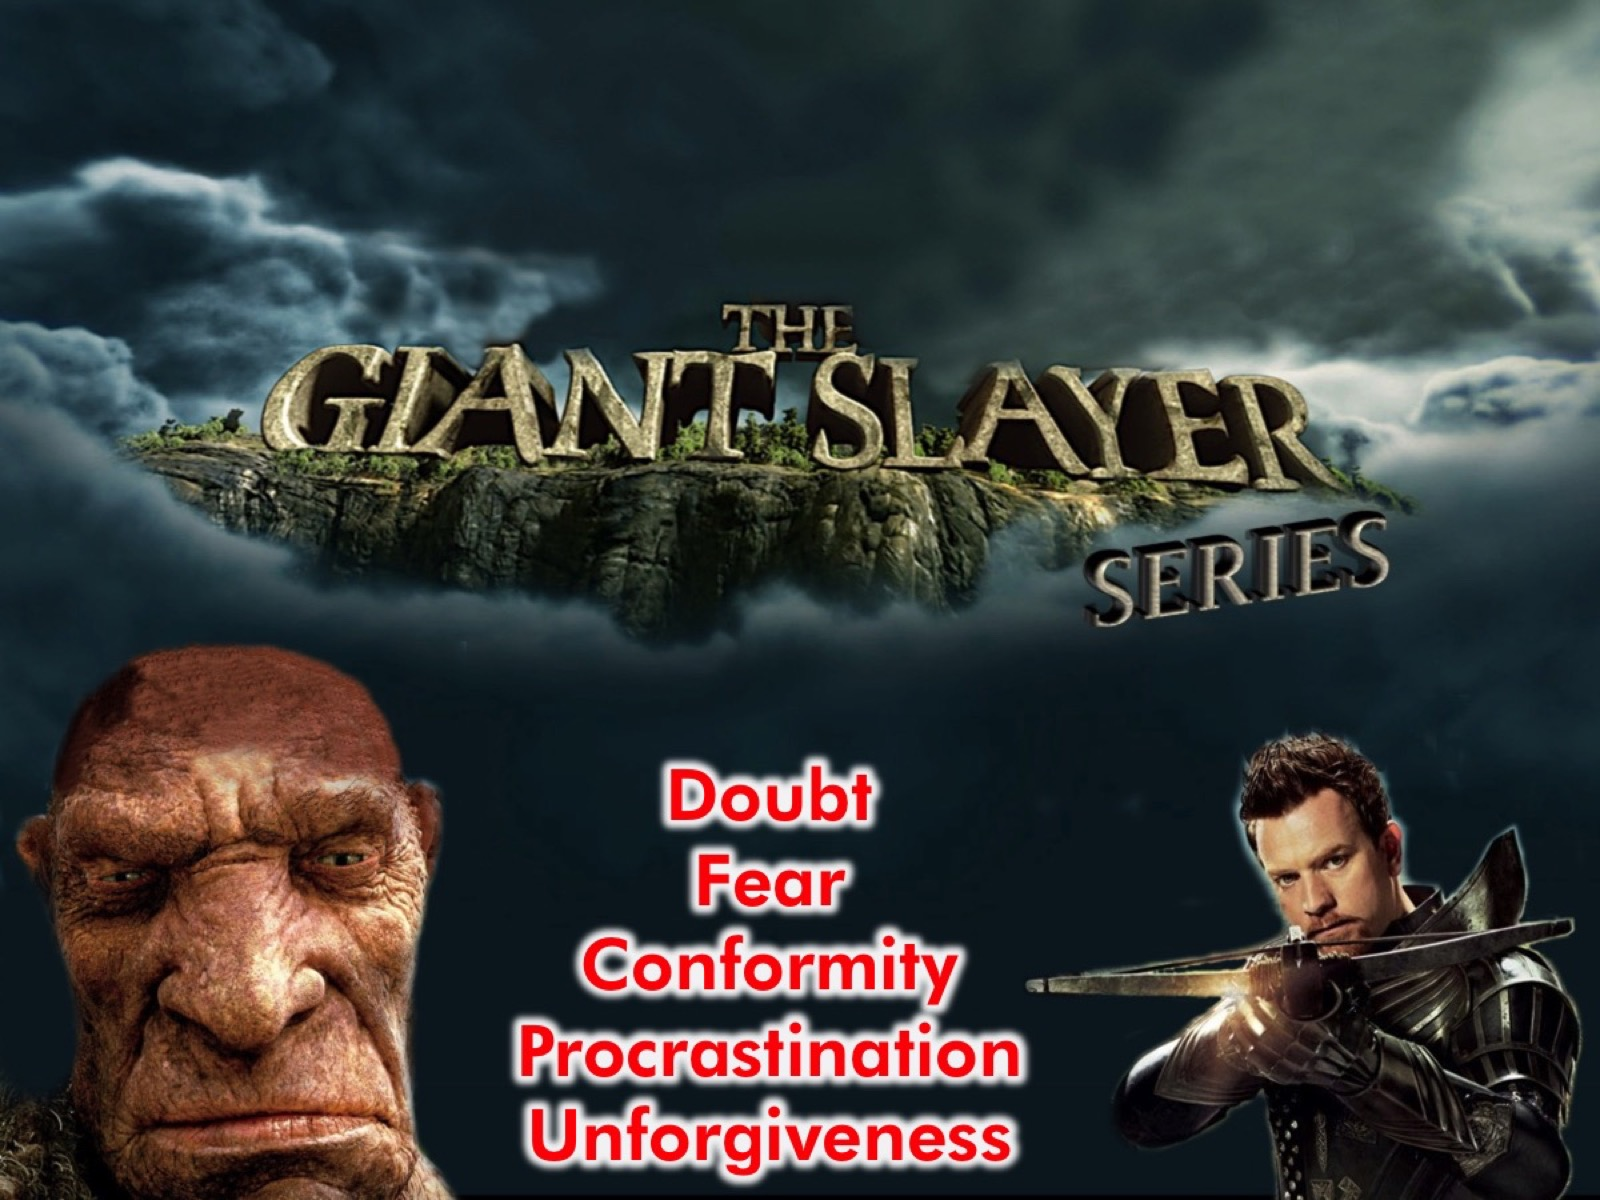 THE
GIANT SLAYER
SERIES
Doubt
Fear
Conformity
Procrastination
Unforgiveness